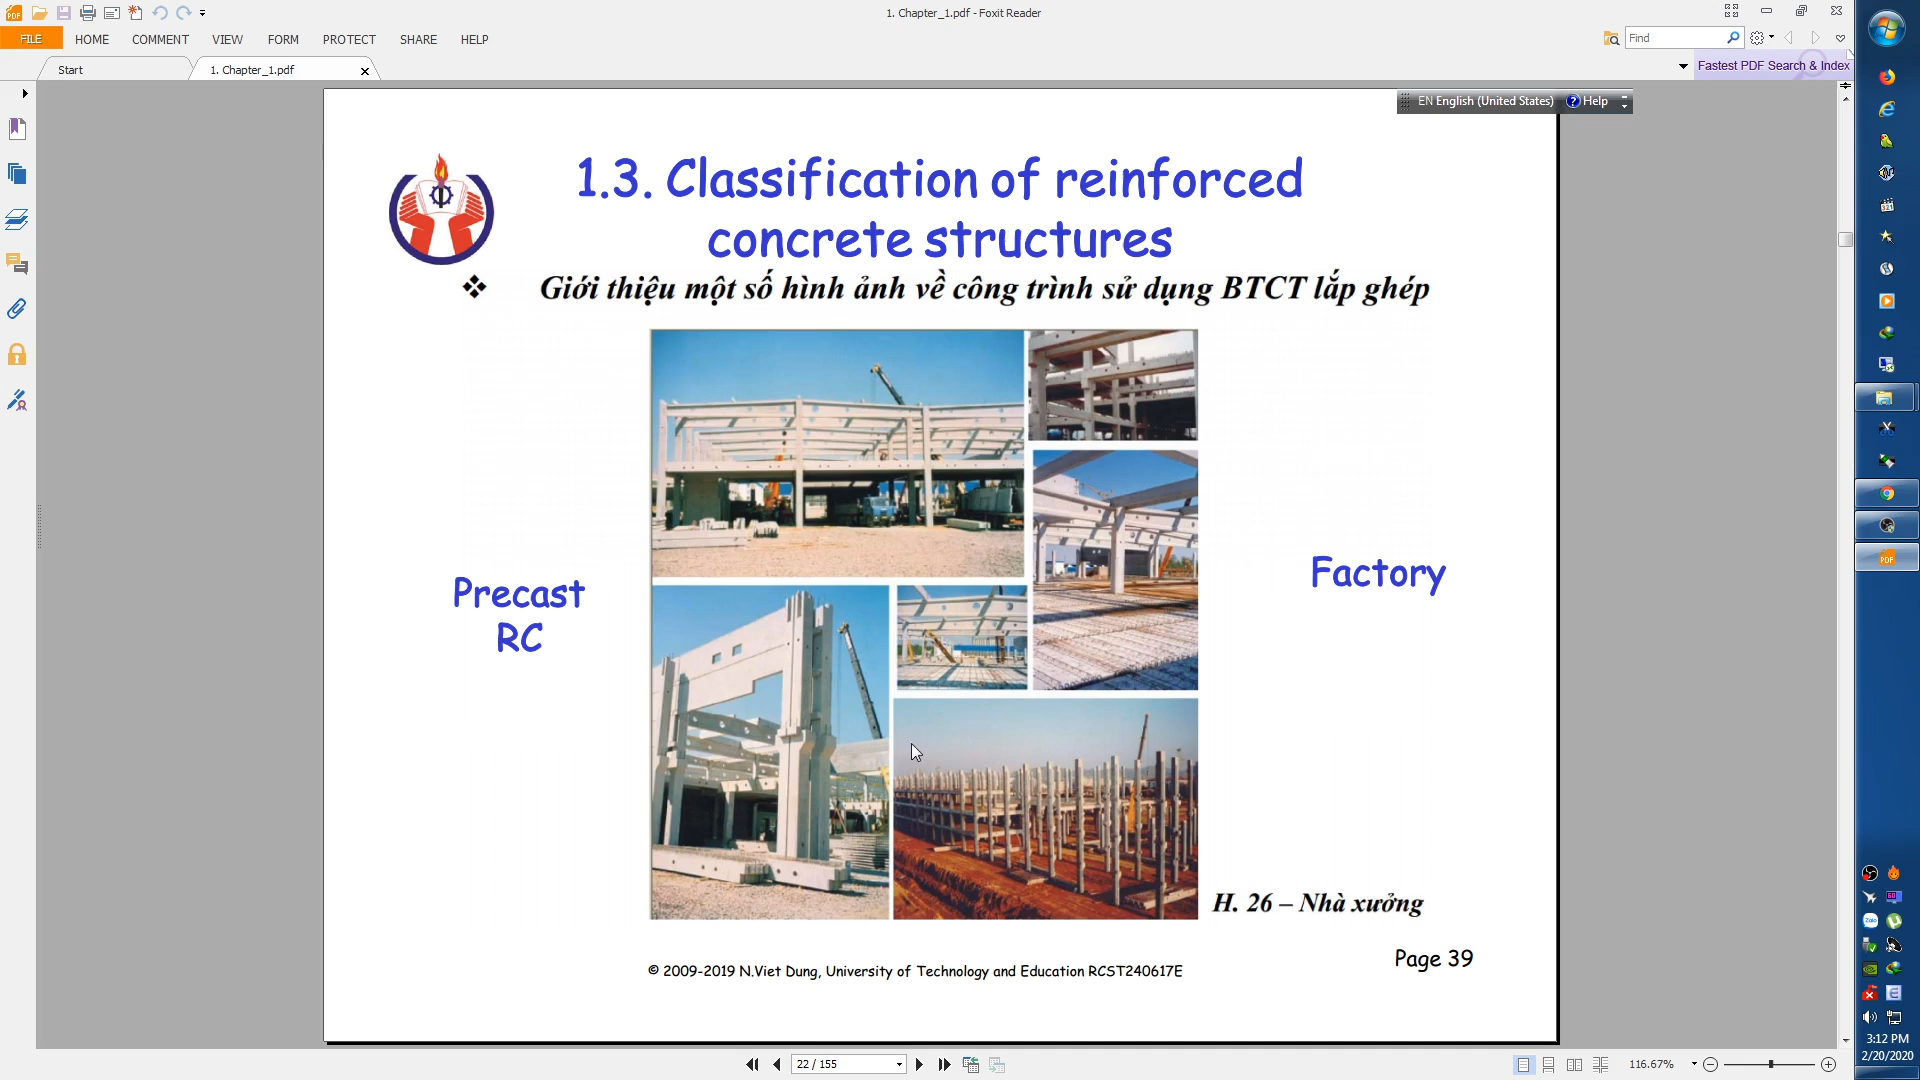 1. Chapter_1.pdf - Foxit Reader
FILE HOME COMMENT VIEW FORM PROTECT SHARE HELP
Find
Start
1. Chapter_1.pdf
Fastest PDF Search & Index
EN English (United States) Help
1.3. Classification of reinforced
concrete structures
❖ Giới thiệu một số hình ảnh về công trình sử dụng BTCT lắp ghép
Precast
RC
Factory
H. 26 – Nhà xưởng
Page 39
© 2009-2019 N.Viet Dung, University of Technology and Education RCST240617E
22 / 155
116.67%
3:12 PM
2/20/2020